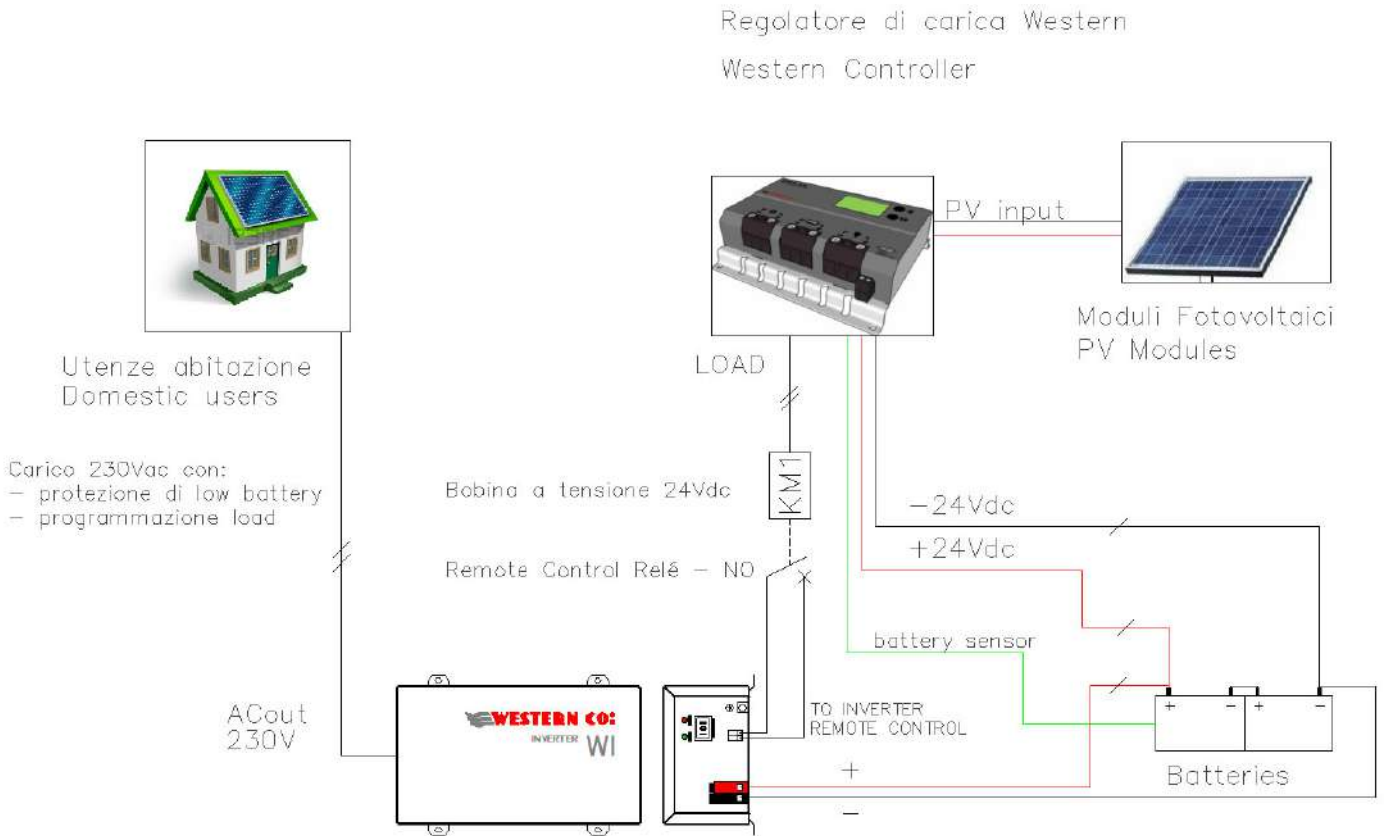 Regolatore di carica Western
Western Controller
PV input
Moduli Fotovoltaici
PV Modules
Utenze abitazione
Domestic users
LOAD
Carico 230Vac con:
– protezione di low battery
– programmazione load
Bobina a tensione 24Vdc
KM1
–24Vdc
+24Vdc
Remote Control Relé – NO
battery sensor
ACout
230V
WESTERN CO:
INVERTER WI
TO INVERTER
REMOTE CONTROL
+ – + –
Batteries
+
–